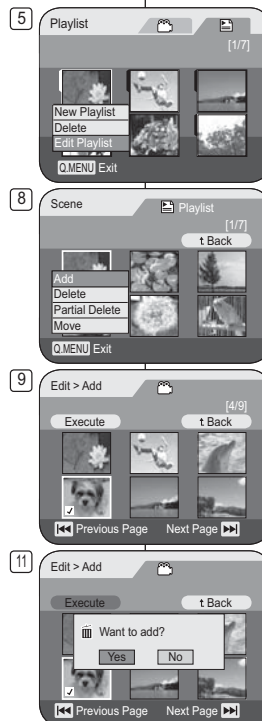 5
Playlist
[1/7]
New Playlist
Delete
Edit Playlist
Q.MENU Exit
8
Scene
Playlist
[1/7]
t Back
Add
Delete
Partial Delete
Move
Q.MENU Exit
9
Edit > Add
[4/9]
Execute t Back
Previous Page Next Page
11
Edit > Add
Execute t Back
Want to add?
Yes No
Previous Page Next Page